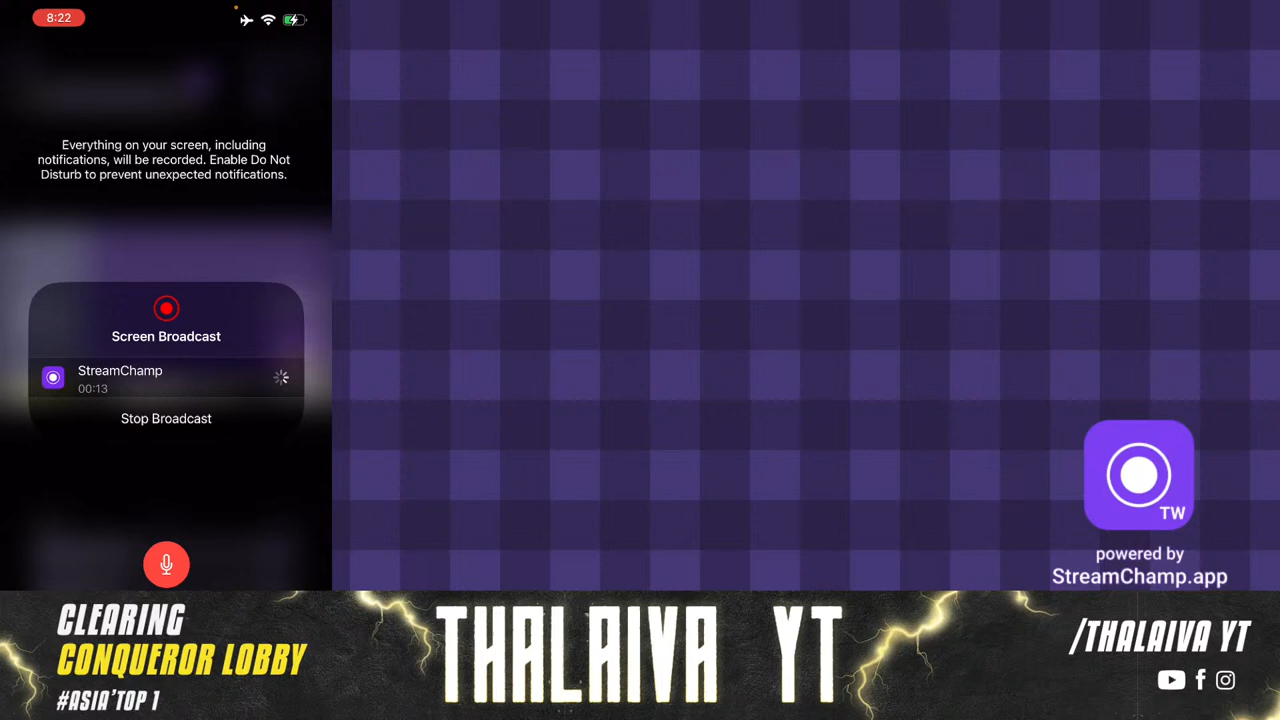 8:22
Everything on your screen, including
notifications, will be recorded. Enable Do Not
Disturb to prevent unexpected notifications.
Screen Broadcast
StreamChamp
00:13
Stop Broadcast
TW
powered by
StreamChamp.app
CLEARING
CONQUEROR LOBBY
#ASIA'TOP 1
THALAIVA YT
/THALAIVA YT